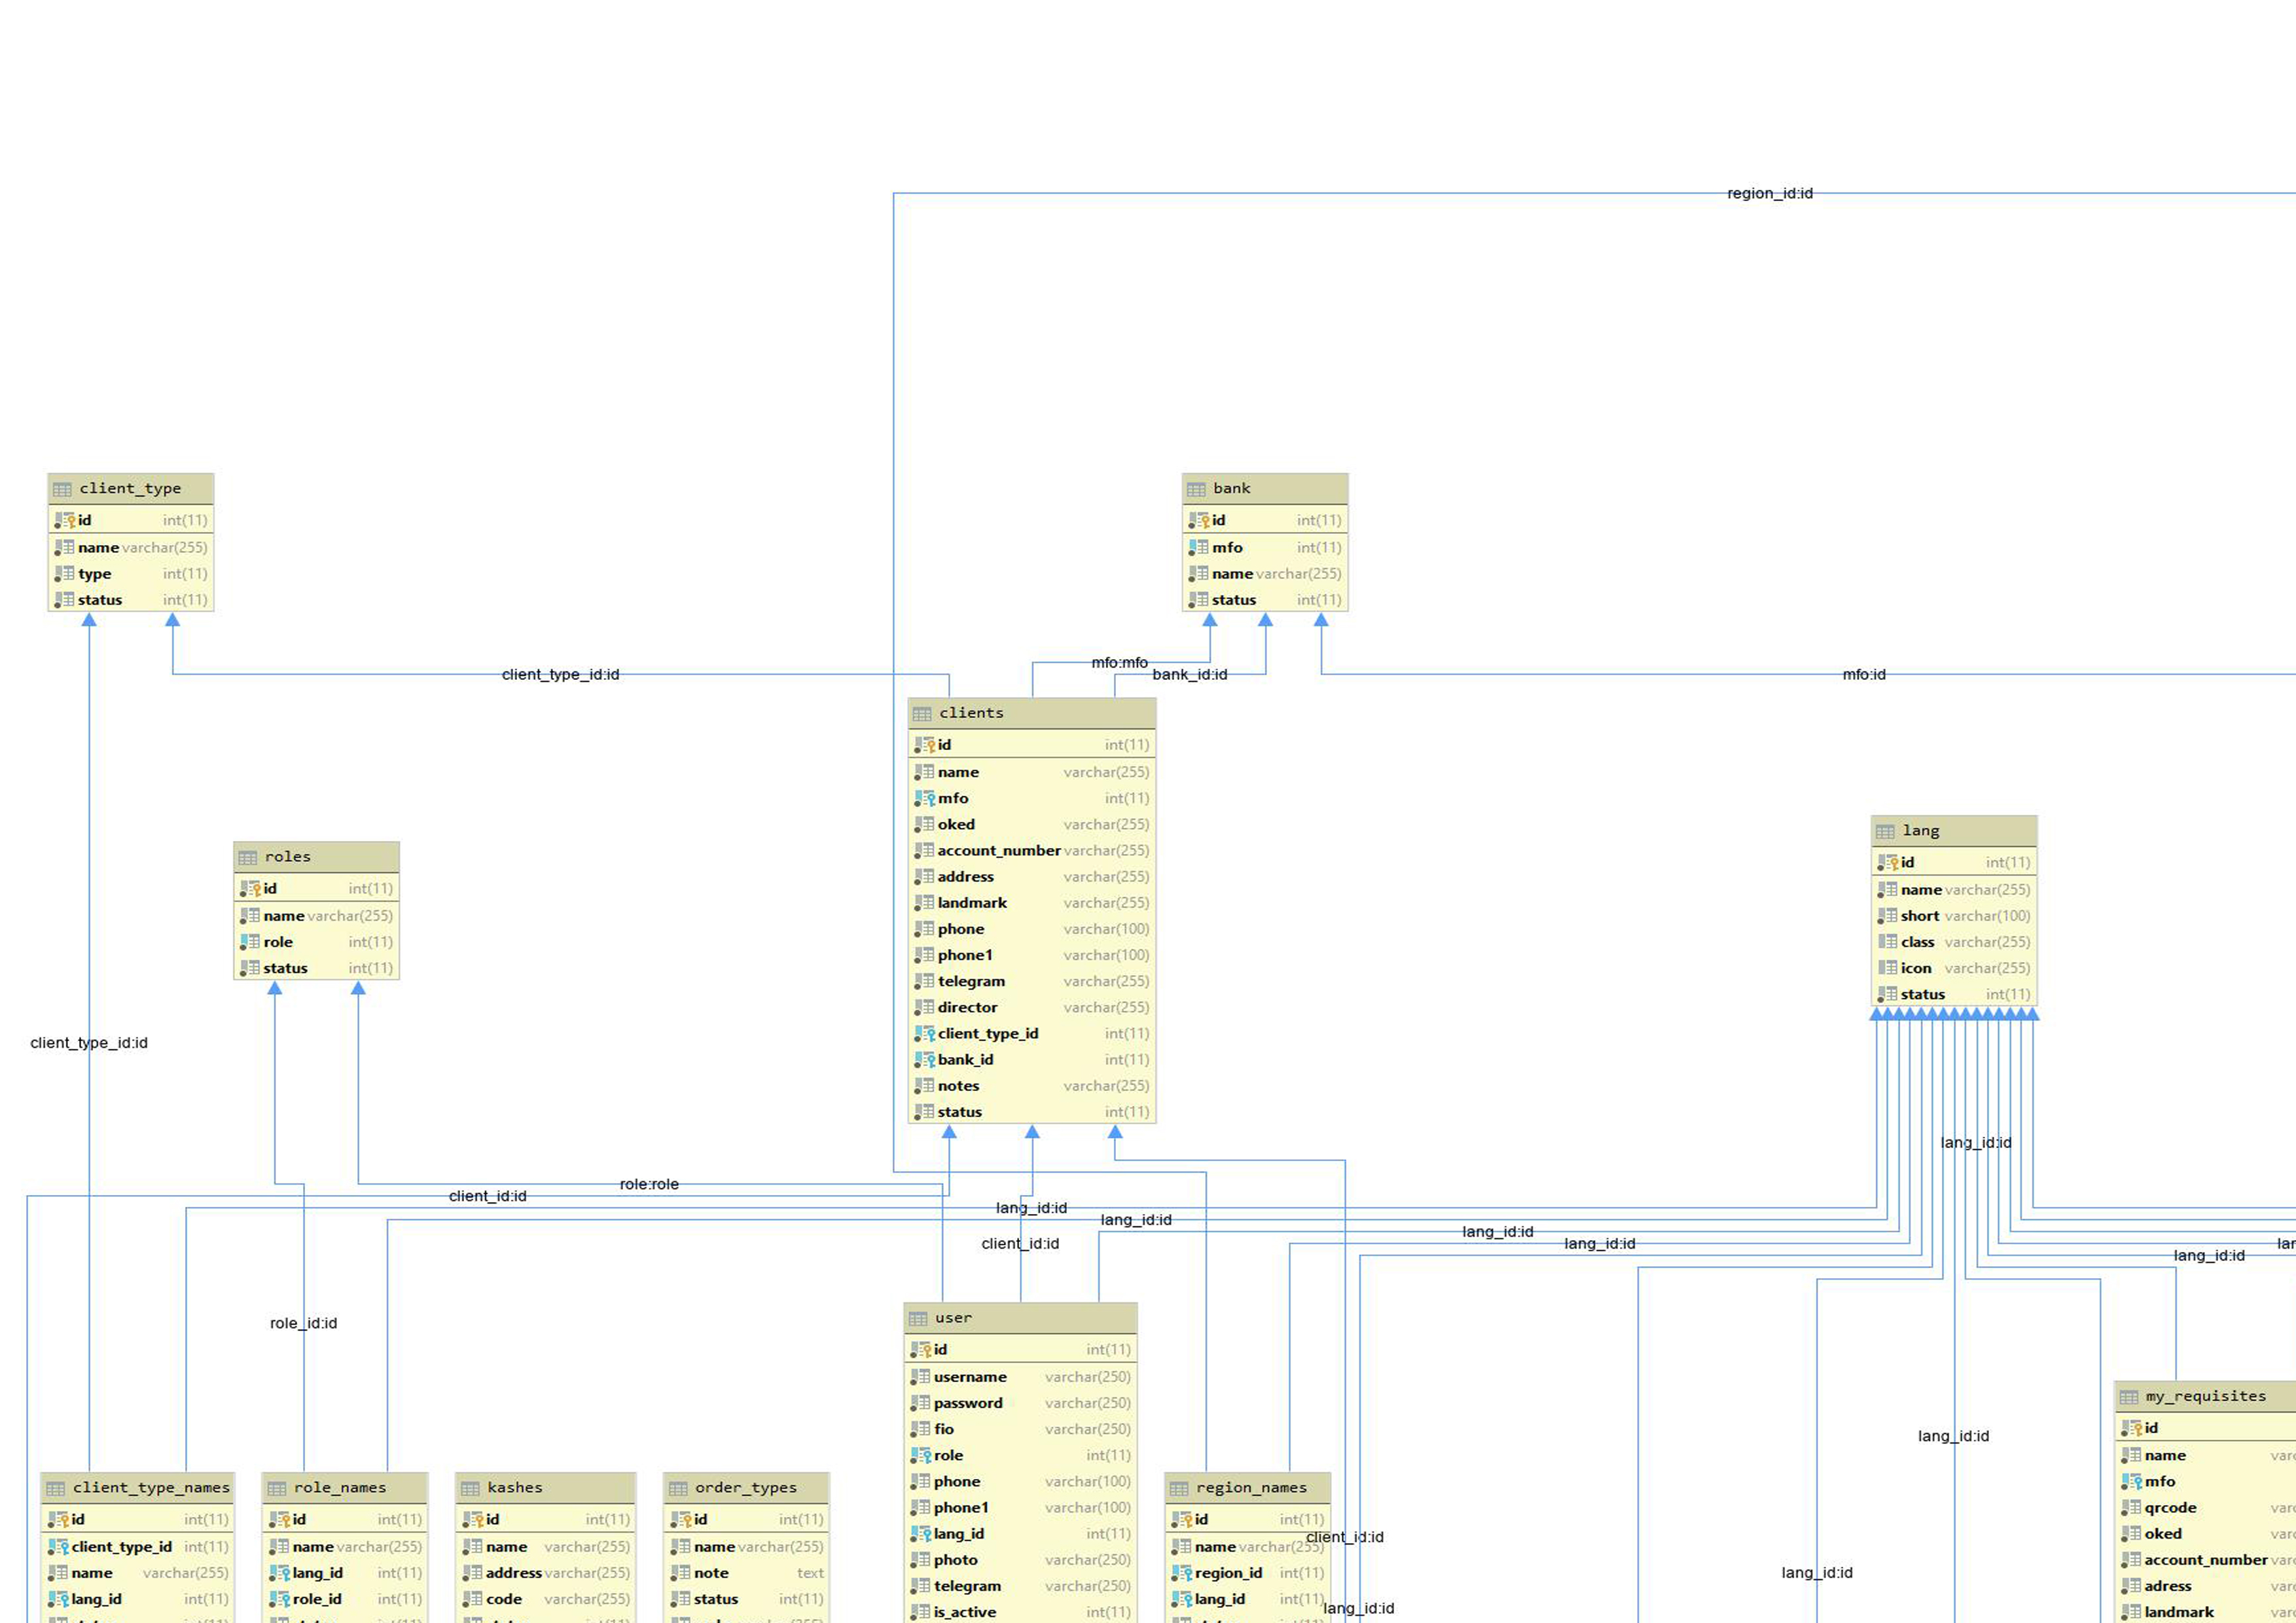 region_id:id
client_type
id int(11)
name varchar(255)
type int(11)
status int(11)
bank
id int(11)
mfo int(11)
name varchar(255)
status int(11)
mfo:mfo
client_type_id:id
bank_id:id
mfo:id
clients
id int(11)
name varchar(255)
mfo int(11)
oked varchar(255)
account_number varchar(255)
address varchar(255)
landmark varchar(255)
phone varchar(100)
phone1 varchar(100)
telegram varchar(255)
director varchar(255)
client_type_id int(11)
bank_id int(11)
notes varchar(255)
status int(11)
roles
id int(11)
name varchar(255)
role int(11)
status int(11)
lang
id int(11)
name varchar(255)
short varchar(100)
class varchar(255)
icon varchar(255)
status int(11)
client_type_id:id
lang_id:id
role:role
client_id:id
lang_id:id
lang_id:id
lang_id:id
client_id:id
lang_id:id
lang_id:id
role_id:id
lang_id:id
client_type_names
id int(11)
client_type_id int(11)
name varchar(255)
lang_id int(11)
role_names
id int(11)
name varchar(255)
lang_id int(11)
role_id int(11)
kashes
id int(11)
name varchar(255)
address varchar(255)
code varchar(255)
order_types
id int(11)
name varchar(255)
note text
status int(11)
user
id int(11)
username varchar(250)
password varchar(250)
fio varchar(250)
role int(11)
phone varchar(100)
phone1 varchar(100)
lang_id int(11)
photo varchar(250)
telegram varchar(250)
is_active int(11)
region_names
id int(11)
name varchar(255)
region_id int(11)
lang_id int(11)
client_id:id
lang_id:id
lang_id:id
my_requisites
id
name
mfo
qrcode
oked
account_number
adress
landmark